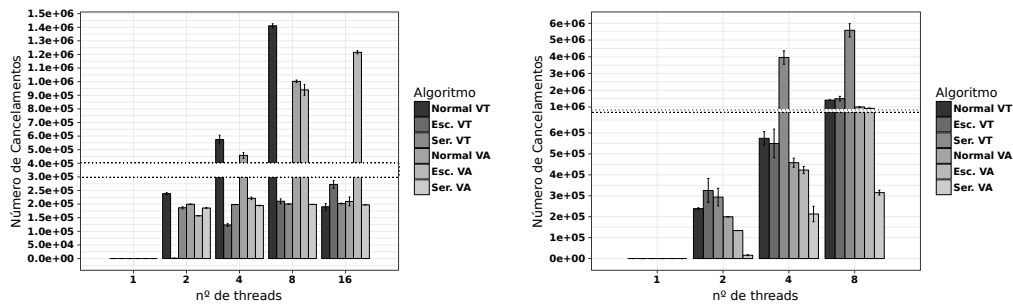 Número de Cancelamentos
1.5e+06
1.2e+06
1.3e+06
1.2e+06
1.1e+06
1.0e+06
9.0e+05
8.0e+05
7.0e+05
6.0e+05
5.0e+05
4.0e+05
3.0e+05
2.5e+05
2.0e+05
1.5e+05
1.0e+05
5.0e+04
0.0e+00
1 2 4 8 16
nº de threads
Algoritmo
Normal VT
Esc. VT
Ser. VT
Normal VA
Esc. VA
Ser. VA
Número de Cancelamentos
6e+06
5e+06
4e+06
3e+06
2e+06
1e+06
6e+05
5e+05
4e+05
3e+05
2e+05
1e+05
0e+00
1 2 4 8
nº de threads
Algoritmo
Normal VT
Esc. VT
Ser. VT
Normal VA
Esc. VA
Ser. VA